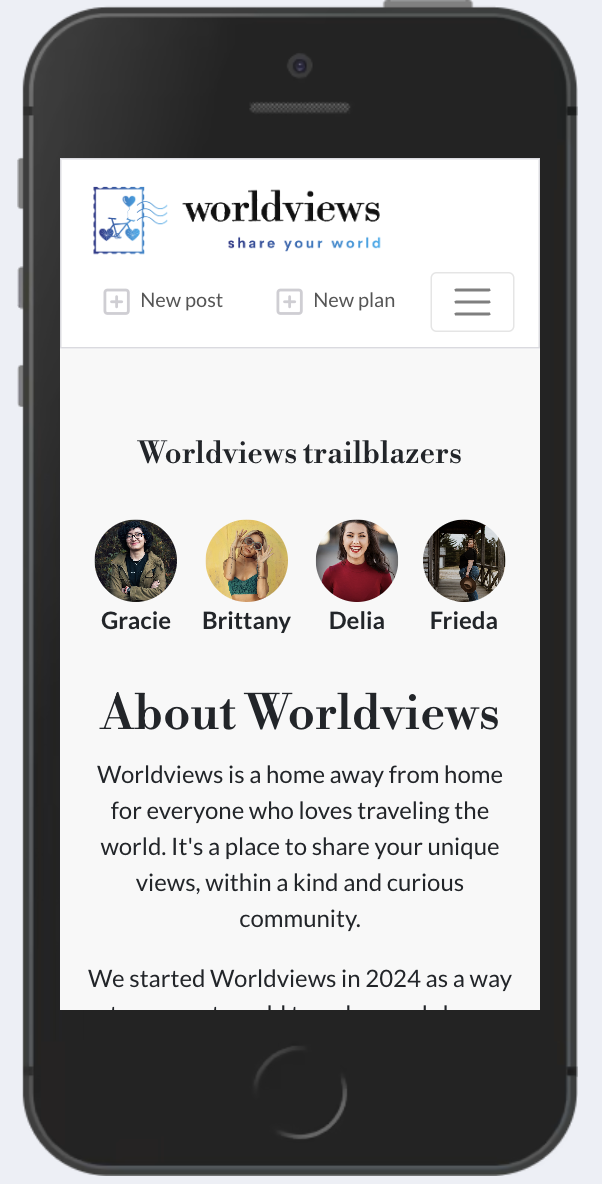 worldviews
share your world
New post New plan
Worldviews trailblazers
Gracie Brittany Delia Frieda
About Worldviews
Worldviews is a home away from home
for everyone who loves traveling the
world. It's a place to share your unique
views, within a kind and curious
community.
We started Worldviews in 2024 as a way